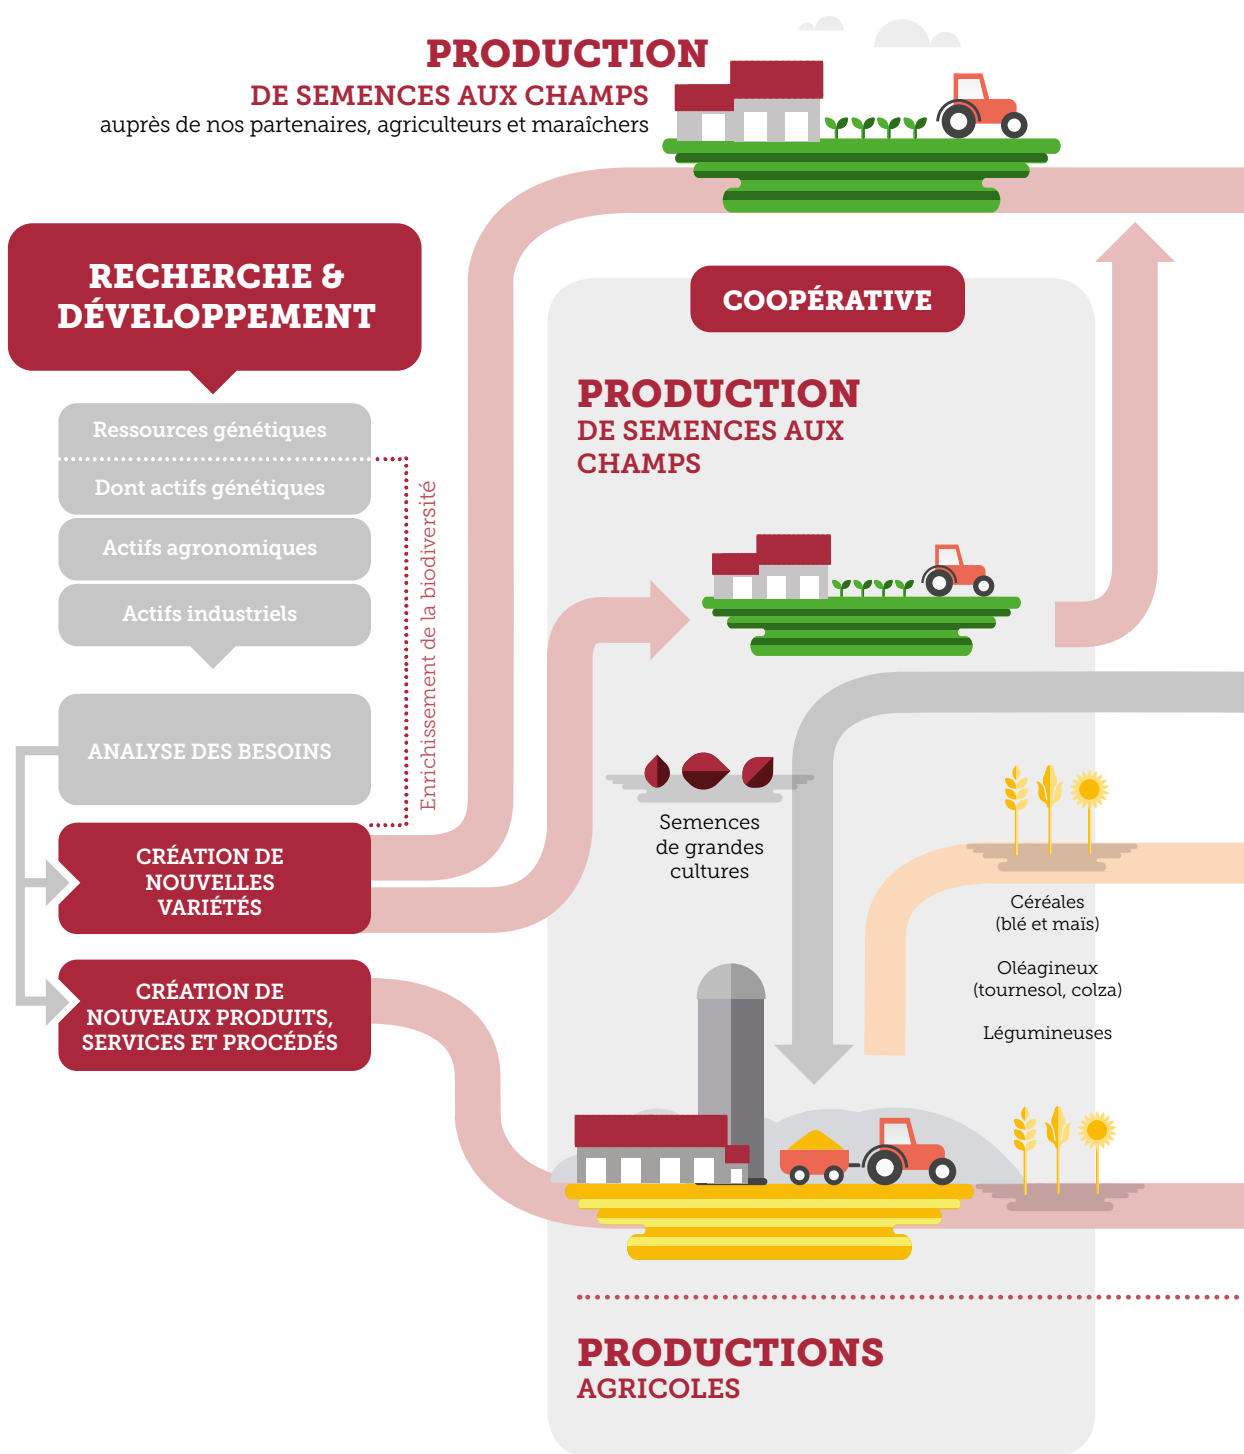 PRODUCTION
DE SEMENCES AUX CHAMPS
auprès de nos partenaires, agriculteurs et maraîchers
RECHERCHE &
DÉVELOPPEMENT
Ressources génétiques
Dont actifs génétiques
Actifs agronomiques
Actifs industriels
Enrichissement de la biodiversité
ANALYSE DES BESOINS
CRÉATION DE
NOUVELLES
VARIÉTÉS
CRÉATION DE
NOUVEAUX PRODUITS,
SERVICES ET PROCÉDÉS
COOPÉRATIVE
PRODUCTION
DE SEMENCES AUX
CHAMPS
Semences
de grandes
cultures
Céréales
(blé et maïs)
Oléagineux
(tournesol, colza)
Légumineuses
PRODUCTIONS
AGRICOLES